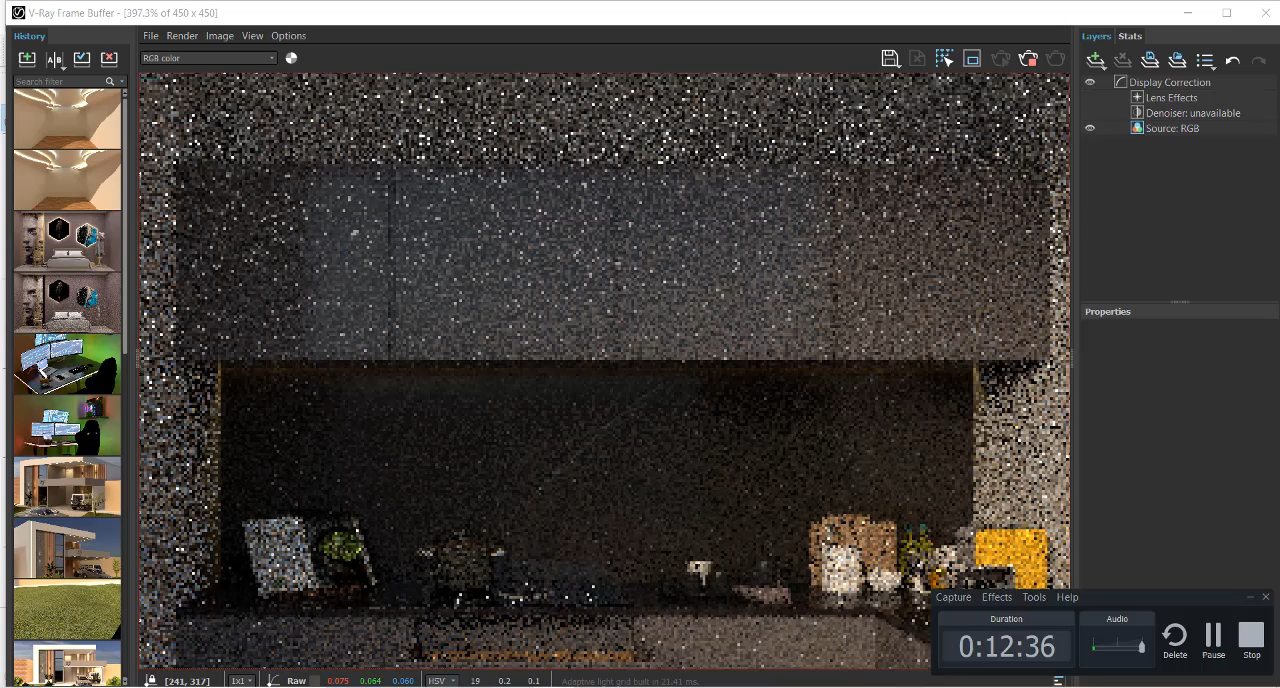 V-Ray Frame Buffer - [397.3% of 450 x 450]
History
File Render Image View Options
Layers Stats
A B
RGB color
Search filter
Display Correction
Lens Effects
Denoiser: unavailable
Source: RGB
Properties
Capture Effects Tools Help
Duration
0:12:36
Audio
Delete
Pause
Stop
[241, 317]
1x1
Raw
0.075
0.064
0.060
HSV
19
0.2
0.1
Adaptive light grid built in 21.41 ms.